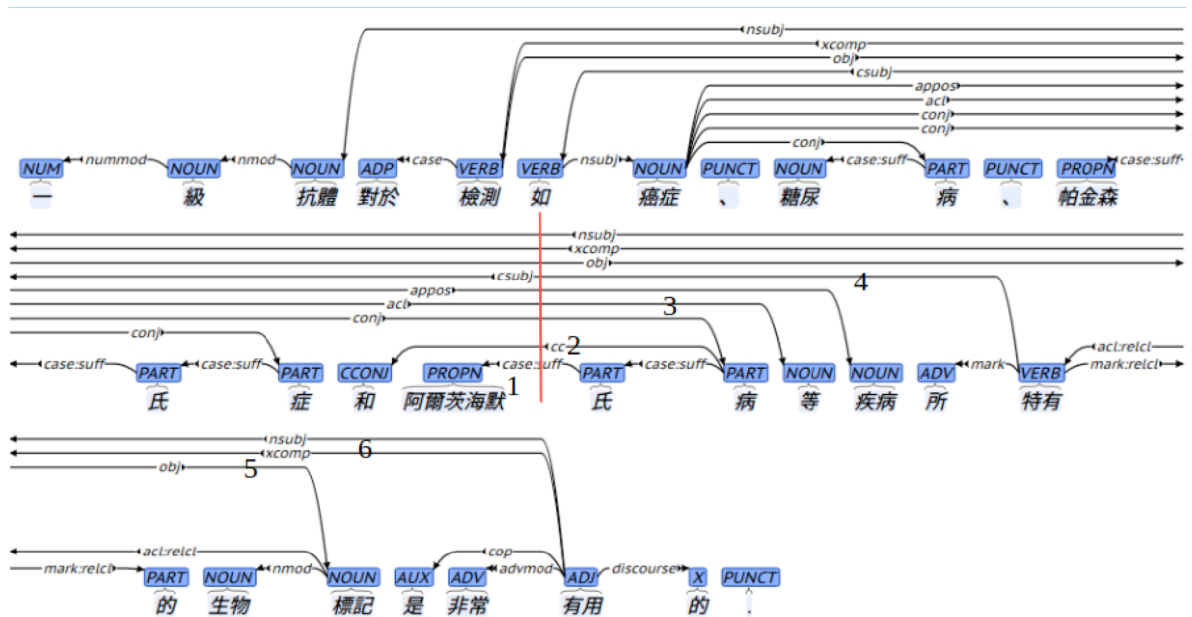 nsubj
xcomp
obj
csubj
appos
acl
conj
conj
conj
nummod nmod case nsubj case:suff case:suff
NUM NOUN NOUN ADP VERB VERB NOUN PUNCT NOUN PART PUNCT PROPN
一 級 抗體 對於 檢測 如 癌症 、 糖尿 病 、 帕金森
nsubj
xcomp
obj
csubj 4
appos
acl 3
conj
conj
cc 2 acl:relcl
case:suff case:suff case:suff case:suff mark mark:relcl
PART PART CCONJ PROPN PART PART NOUN NOUN ADV VERB
1
氏 症 和 阿爾茨海默 氏 病 等 疾病 所 特有
nsubj 6
xcomp
obj 5
acl:relcl cop
mark:relcl nmod advmod discourse
PART NOUN NOUN AUX ADV ADJ X PUNCT
的 生物 標記 是 非常 有用 的 .